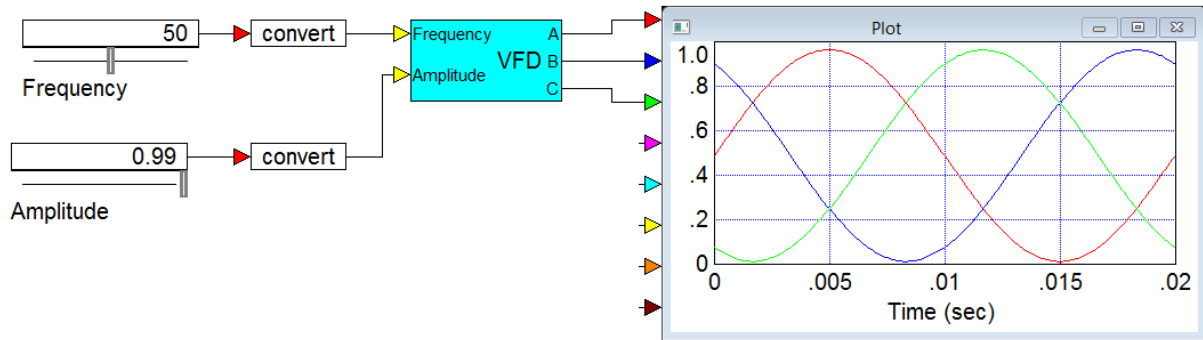 50
convert
Frequency
0.99
convert
Amplitude
Frequency
Amplitude
VFD
A
B
C
Plot
1.0
.8
.6
.4
.2
0
0 .005 .01 .015 .02
Time (sec)